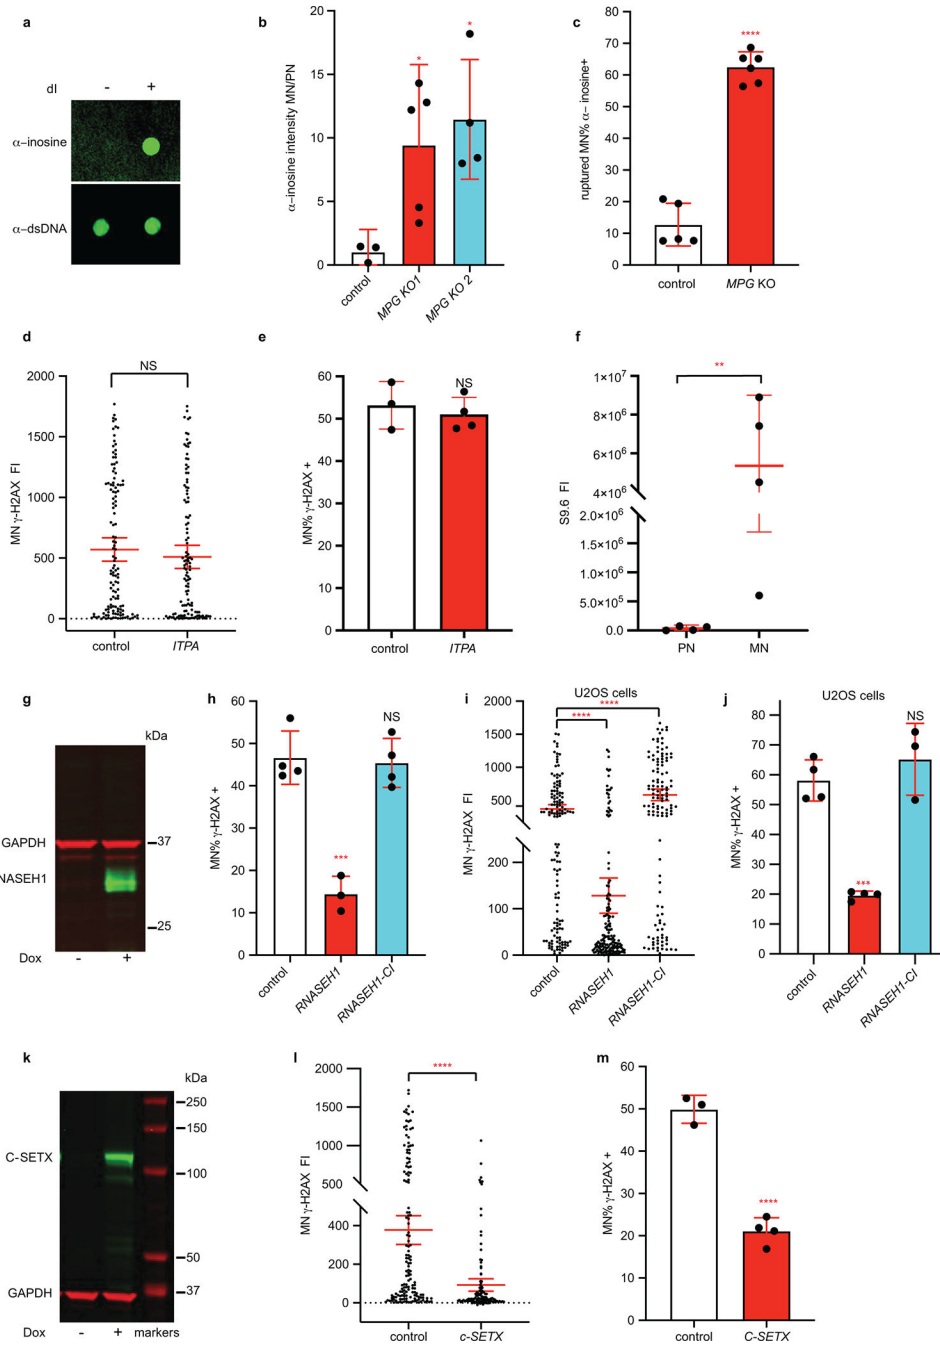 a
dI - +
α–inosine
α–dsDNA
b
α–inosine intensity MN/PN
20
15
10
5
0
*
*
control
MPG KO1
MPG KO 2
c
ruptured MN% α– inosine+
80
70
60
50
40
30
20
10
0
****
control
MPG KO
d
MN γ-H2AX FI
2000
1500
1000
500
0
NS
control
ITPA
e
MN% γ-H2AX +
60
50
40
30
20
10
0
NS
control
ITPA
f
S9.6 FI
1×10⁷
8×10⁶
6×10⁶
4×10⁶
2.0×10⁶
1.5×10⁶
1.0×10⁶
5.0×10⁵
0.0
**
PN
MN
g
kDa
GAPDH
37
NASEH1
25
Dox - +
h
MN% γ-H2AX +
60
50
40
30
20
10
0
***
NS
control
RNASEH1
RNASEH1-CI
i
U2OS cells
MN γ-H2AX FI
2000
1500
1000
500
200
100
0
****
****
control
RNASEH1
RNASEH1-CI
j
U2OS cells
MN% γ-H2AX +
80
70
60
50
40
30
20
10
0
***
NS
control
RNASEH1
RNASEH1-CI
k
kDa
250
150
C-SETX
100
50
GAPDH
37
Dox - + markers
l
MN γ-H2AX FI
2000
1500
1000
500
400
200
0
****
control
c-SETX
m
MN% γ-H2AX +
60
50
40
30
20
10
0
****
control
C-SETX